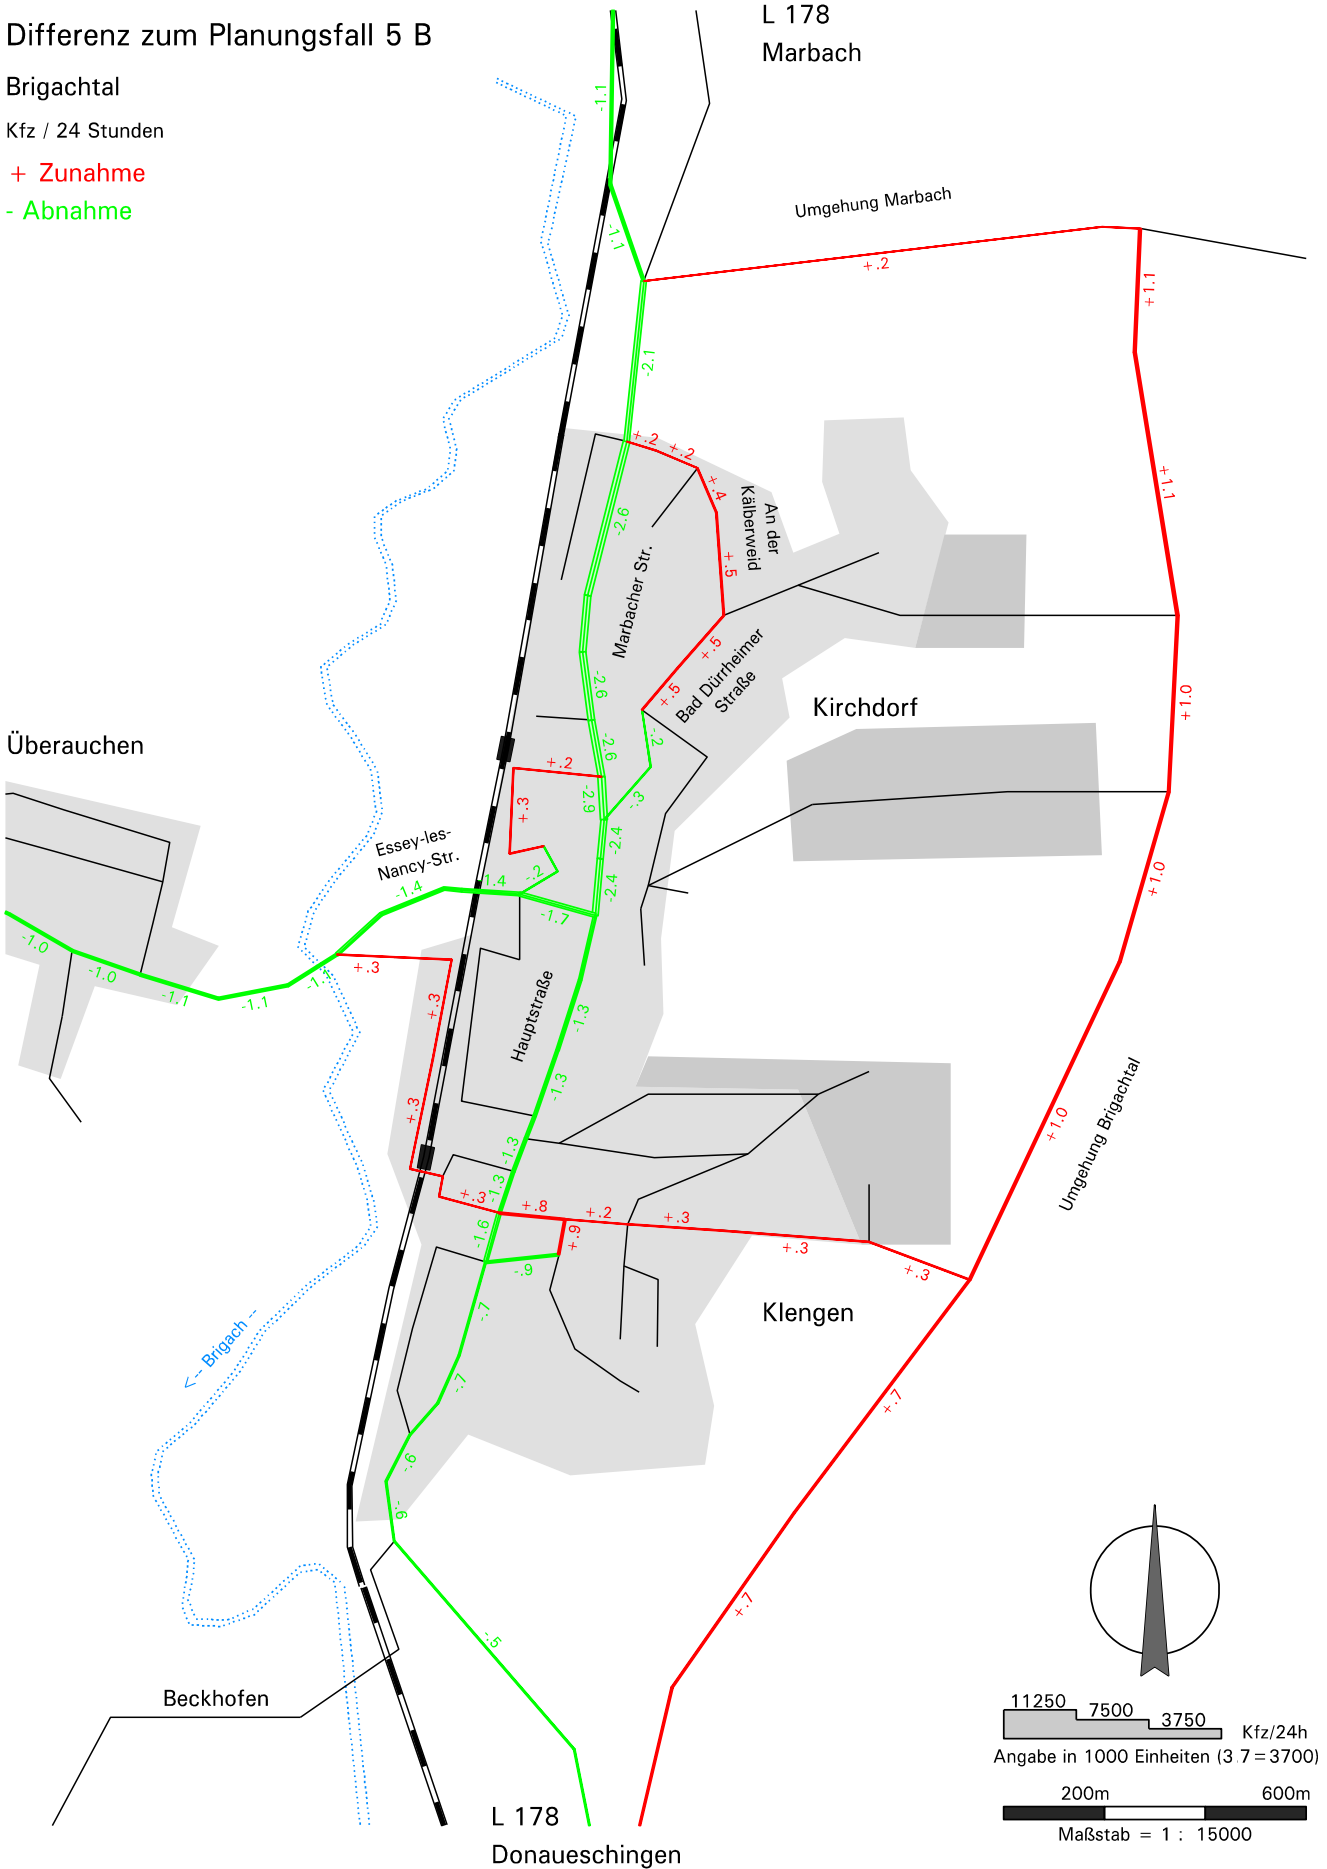 Differenz zum Planungsfall 5 B
Brigachtal
Kfz / 24 Stunden
+ Zunahme
- Abnahme
L 178
Marbach
-1.1
-1.1
Umgehung Marbach
+.2
+1.1
-2.1
+.2
+.2
+.4
An der
Kälberweid
+1.1
-2.6
+.5
Marbacher Str.
+.5
+.5
Bad Dürrheimer
Straße
-2.6
+1.0
Kirchdorf
-2.6
-.2
Überauchen
+.2
+.3
-2.9
-.3
-2.4
Essey-les-
Nancy-Str.
-1.4
1.4
-.2
-2.4
+1.0
-1.7
-1.0
-1.0
-1.1
-1.1
-1.1
+.3
+.3
Hauptstraße
-1.3
-1.3
+.3
+1.0
Umgehung Brigachtal
-1.3
-1.3
+.3
+.8
+.2
+.3
-1.6
+.9
+.3
-.9
+.3
-.7
Klengen
<-- Brigach --
-.7
+.7
-.6
-.6
+.7
-.5
Beckhofen
11250
7500
3750
Kfz/24h
Angabe in 1000 Einheiten (3.7=3700)
200m
600m
Maßstab = 1 : 15000
L 178
Donaueschingen